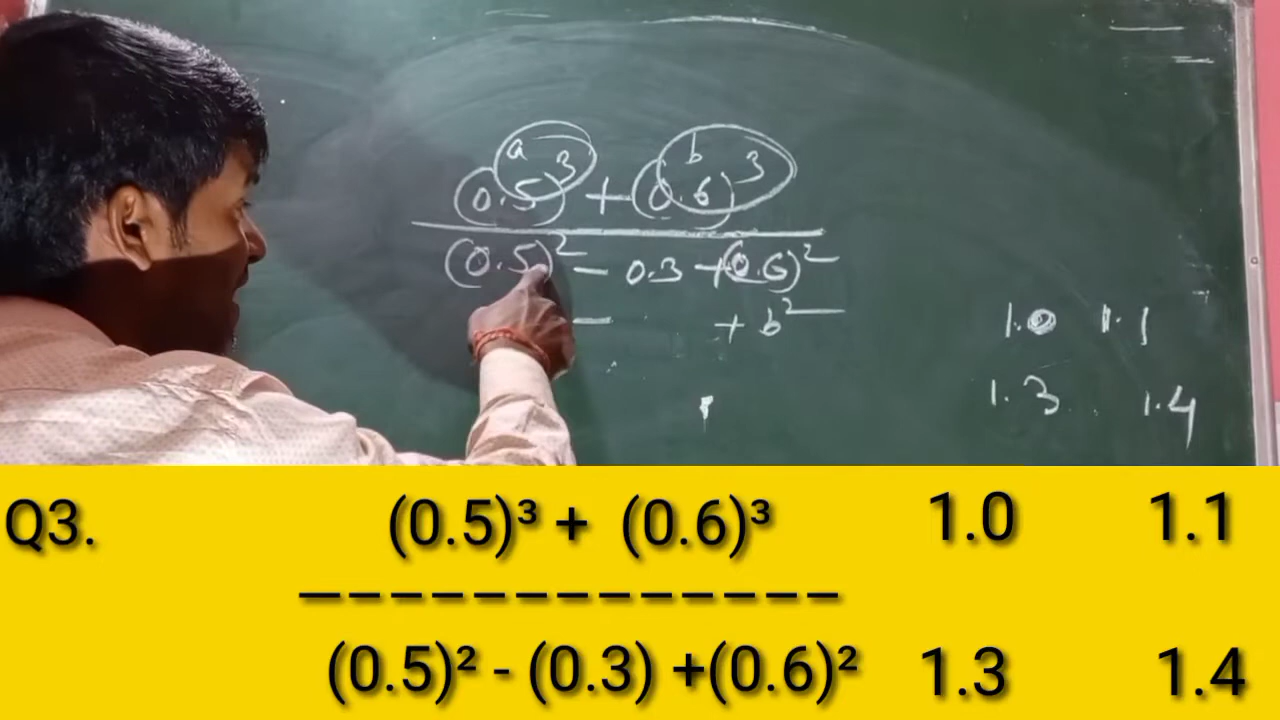 a 3 b 3
(0.5) + (0.6)
(0.5)² - 0.3 + (0.6)²
- + b²
1.0 1.1
1.3 1.4
Q3. (0.5)³ + (0.6)³ 1.0 1.1
_ _ _ _ _ _ _ _ _ _ _ _ _
(0.5)² - (0.3) +(0.6)² 1.3 1.4